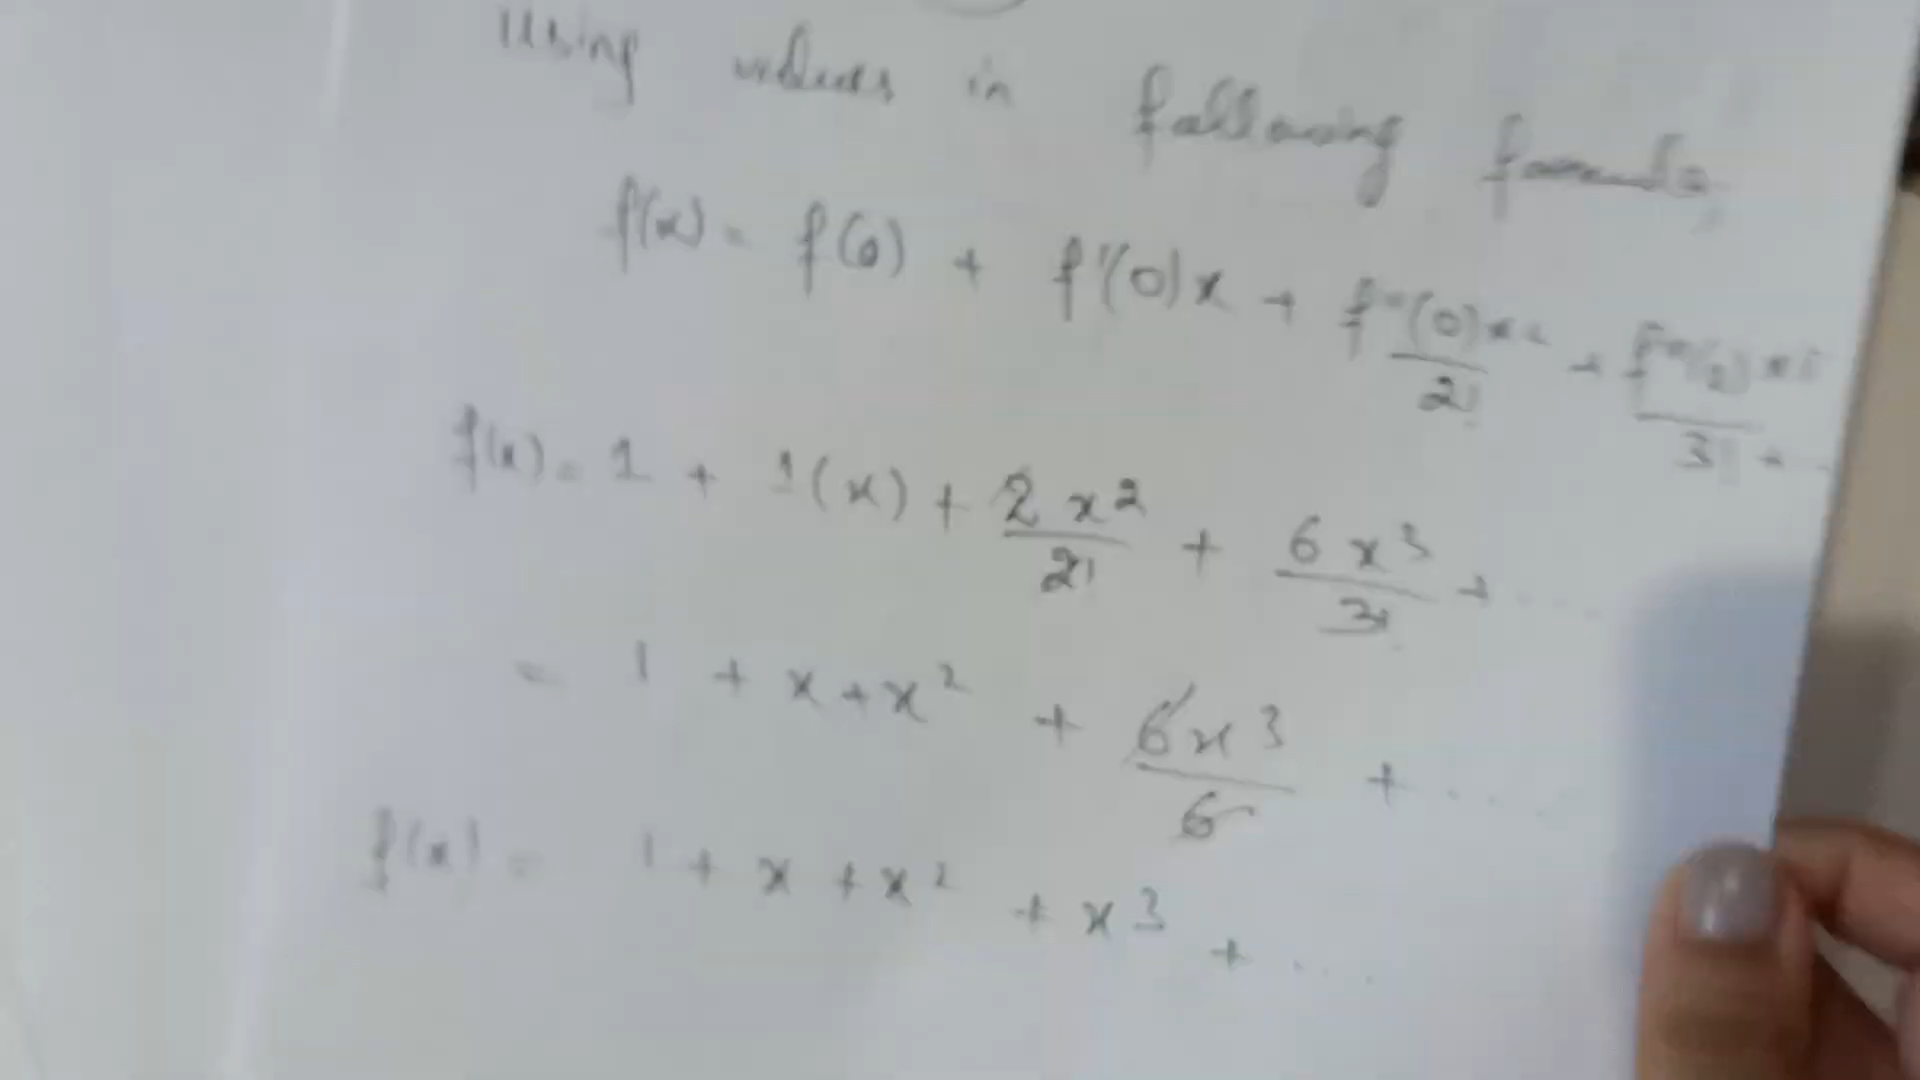 Using values in following formula,
f(x) = f(0) + f'(0)x + f''(0)x2/2! + f'''(0)x3/3! + ..
f(x) = 1 + 1(x) + 2x²/2! + 6x³/3! + ....
= 1 + x + x² + 6x³/6 + ....
f(x) = 1 + x + x² + x³ + ....